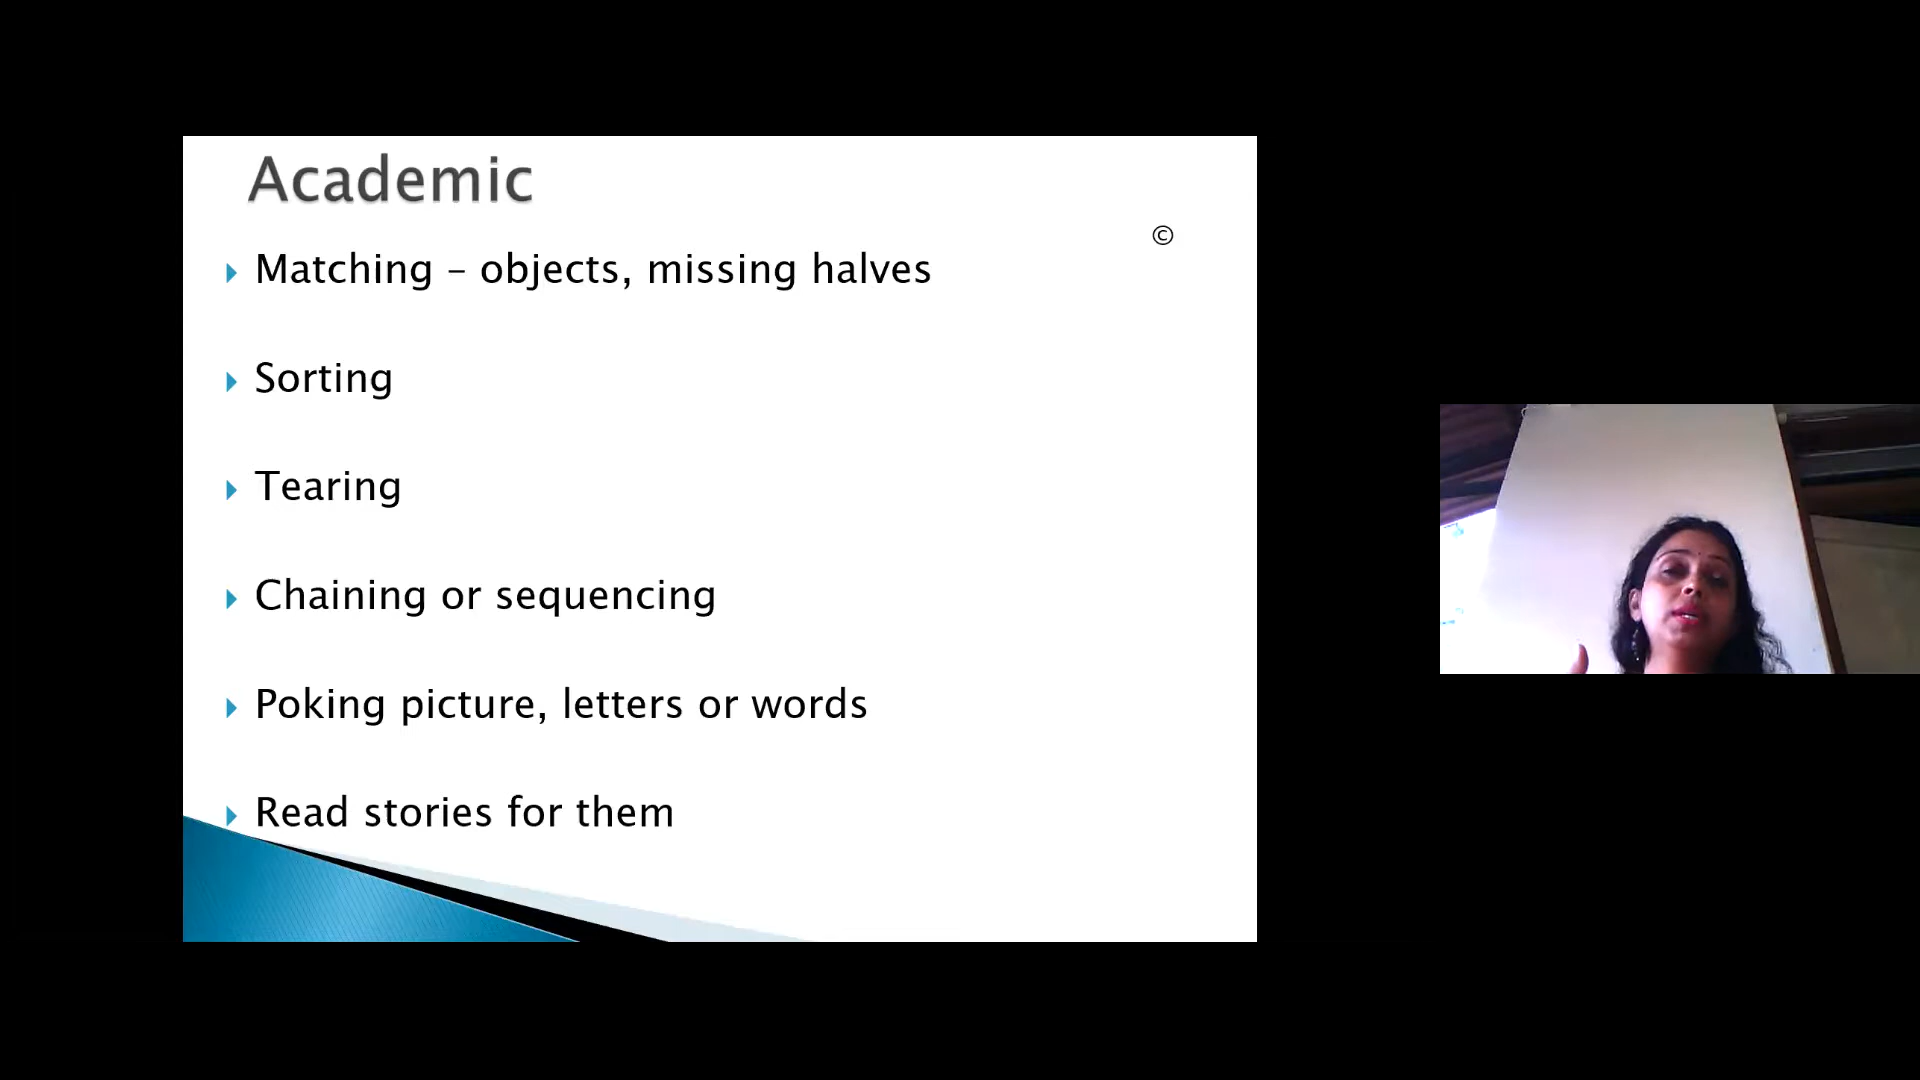 Academic
©
Matching – objects, missing halves
Sorting
Tearing
Chaining or sequencing
Poking picture, letters or words
Read stories for them